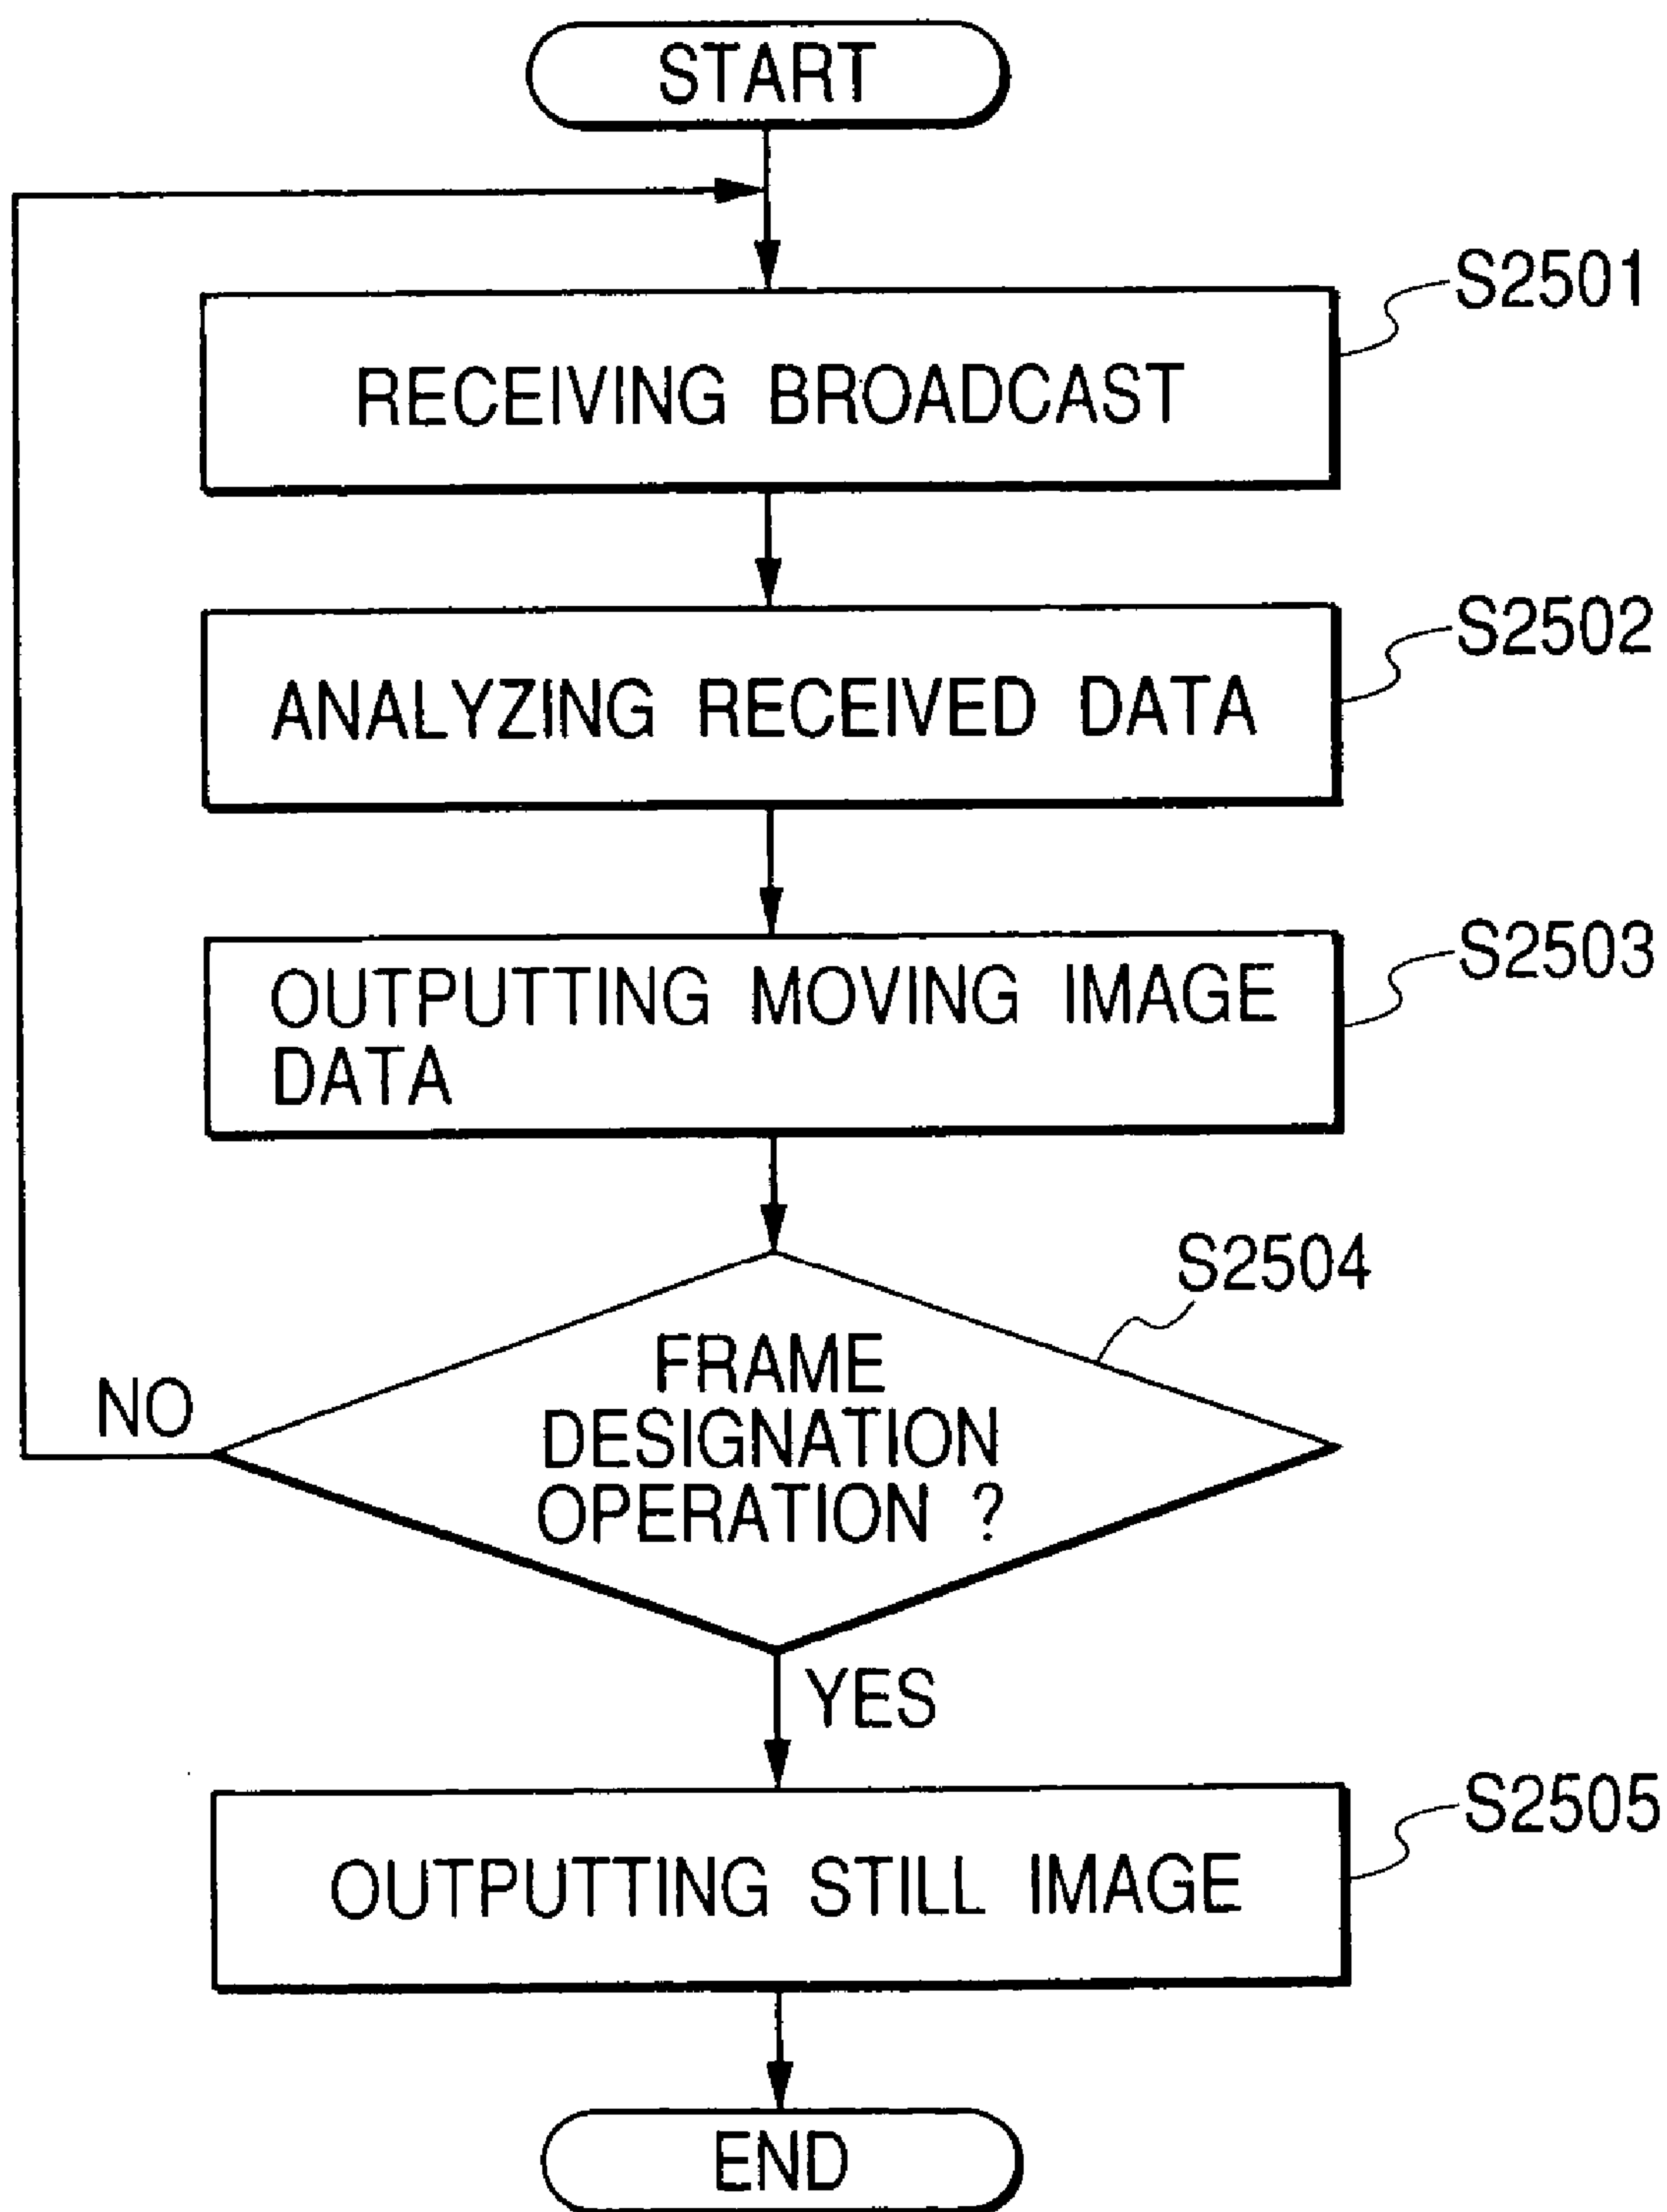 START
S2501
RECEIVING BROADCAST
S2502
ANALYZING RECEIVED DATA
S2503
OUTPUTTING MOVING IMAGE
DATA
S2504
FRAME
DESIGNATION
OPERATION ?
NO
YES
S2505
OUTPUTTING STILL IMAGE
END